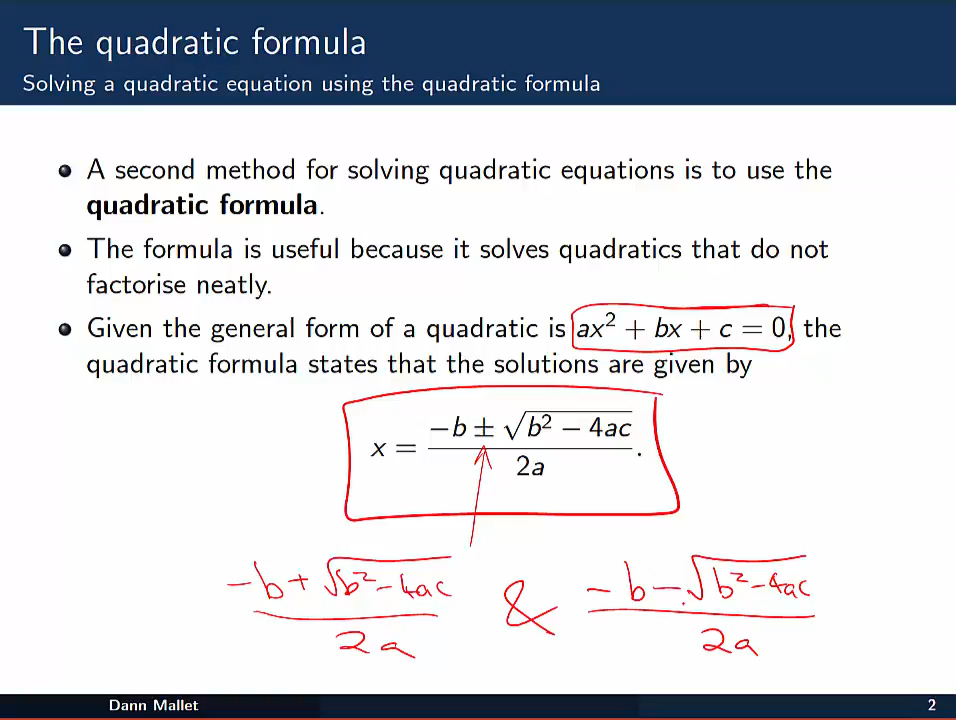 The quadratic formula
Solving a quadratic equation using the quadratic formula
A second method for solving quadratic equations is to use the
quadratic formula.
The formula is useful because it solves quadratics that do not
factorise neatly.
Given the general form of a quadratic is ax² + bx + c = 0, the
quadratic formula states that the solutions are given by
x = (−b ± √(b² − 4ac)) / 2a.
(−b + √(b² − 4ac)) / 2a & (−b − √(b² − 4ac)) / 2a
Dann Mallet 2